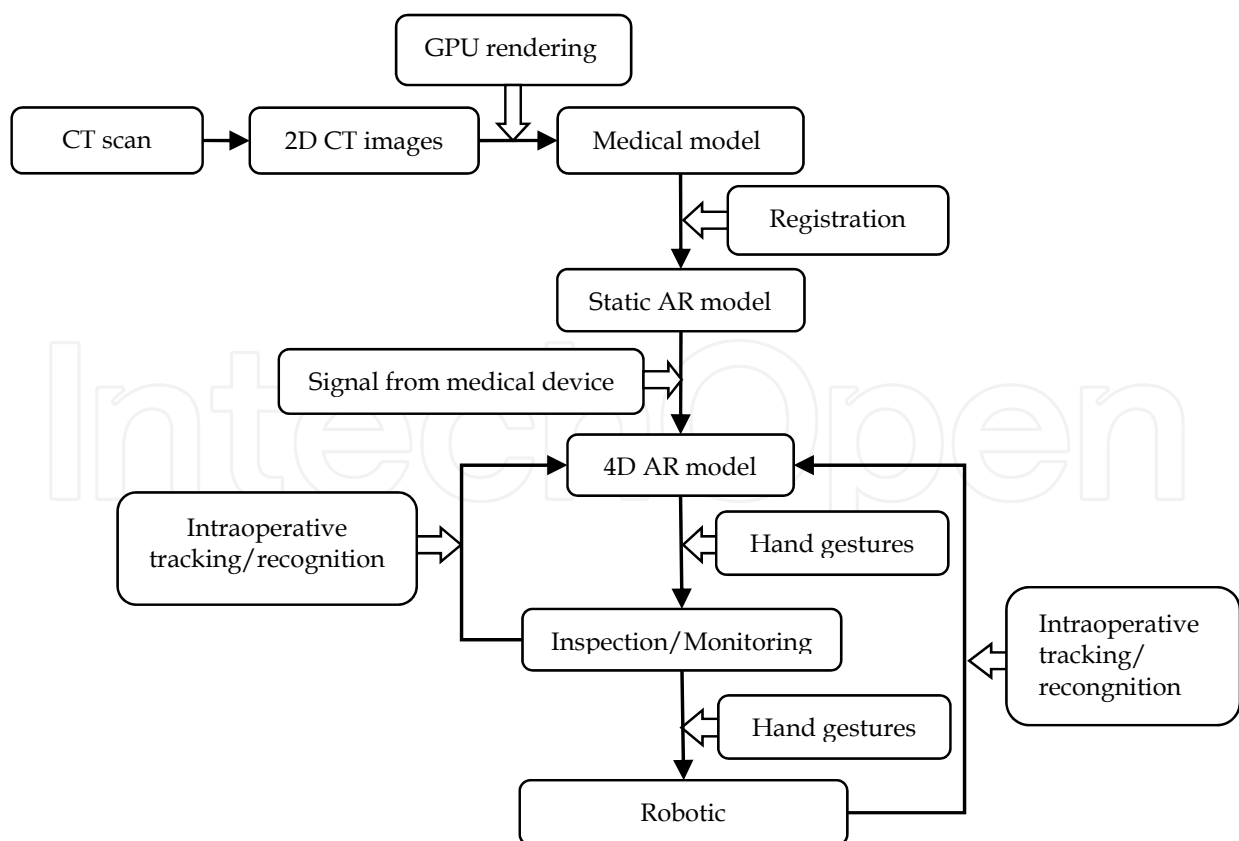 GPU rendering
CT scan
2D CT images
Medical model
Registration
Static AR model
Signal from medical device
4D AR model
Intraoperative
tracking/recognition
Hand gestures
Inspection/Monitoring
Intraoperative
tracking/
recongnition
Hand gestures
Robotic
IntechOpen